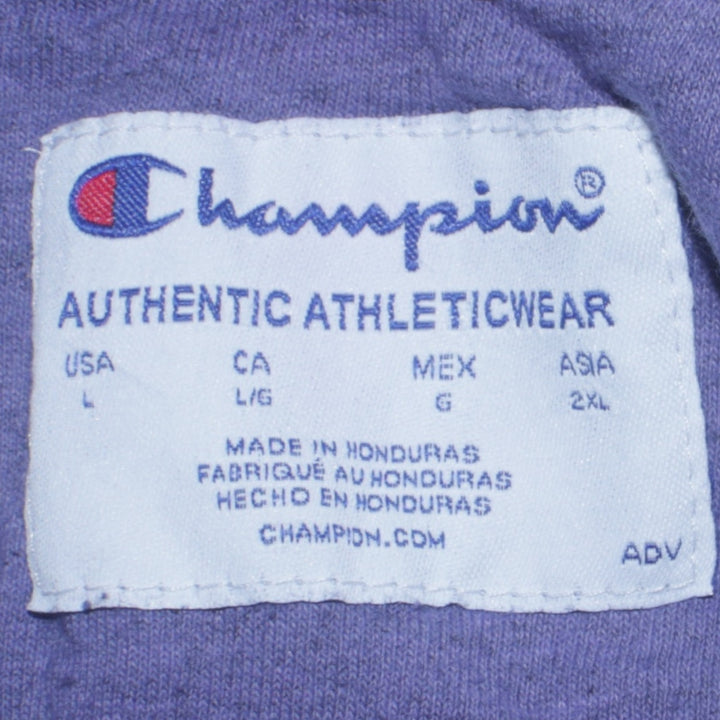 Champion®
AUTHENTIC ATHLETICWEAR
USA CA MEX ASIA
L L/G G 2XL
MADE IN HONDURAS
FABRIQUÉ AU HONDURAS
HECHO EN HONDURAS
CHAMPION.COM
ADV